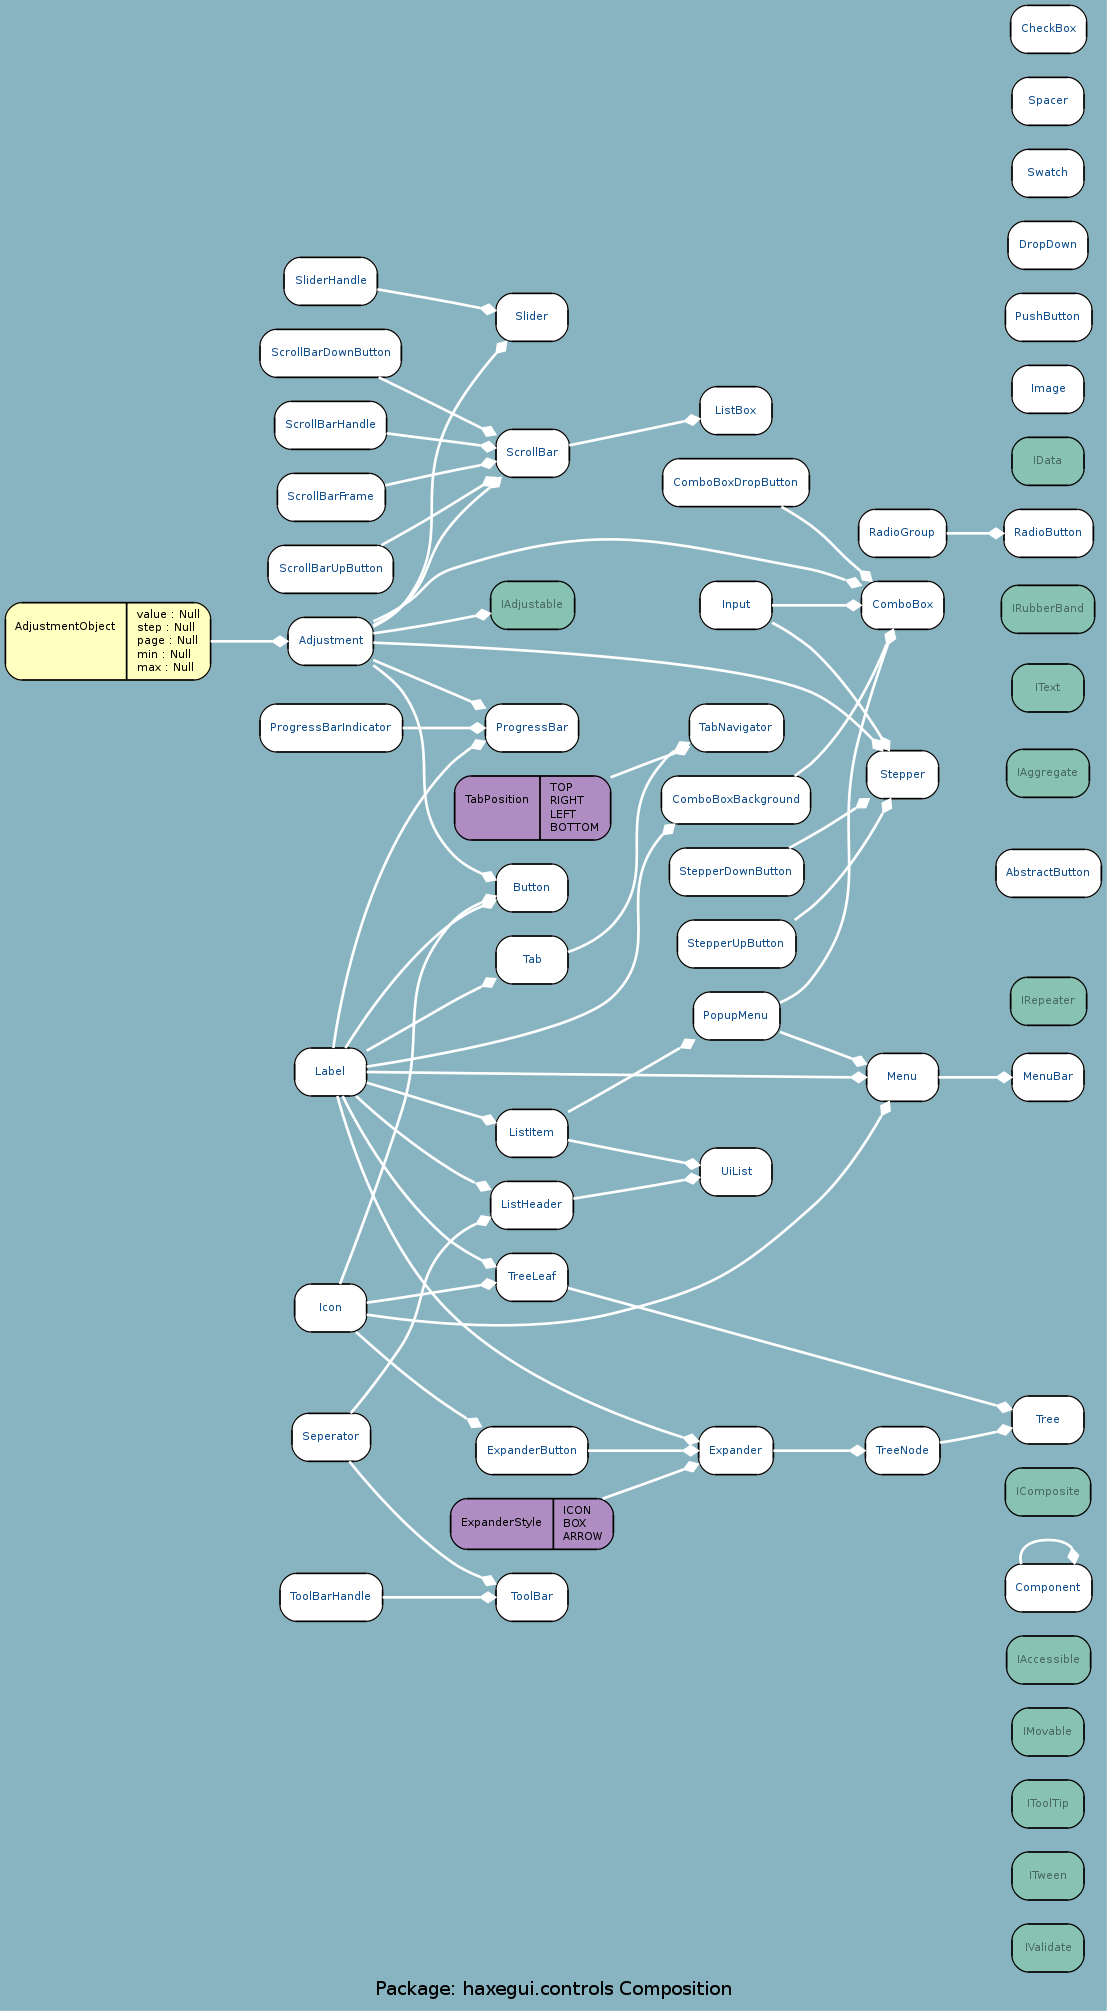 CheckBox
Spacer
Swatch
DropDown
SliderHandle
Slider
PushButton
ScrollBarDownButton
Image
ListBox
ScrollBarHandle
ScrollBar
IData
ComboBoxDropButton
ScrollBarFrame
RadioGroup
RadioButton
ScrollBarUpButton
IAdjustable
Input
ComboBox
IRubberBand
AdjustmentObject
value : Null
step : Null
page : Null
min : Null
max : Null
Adjustment
IText
ProgressBarIndicator
ProgressBar
TabNavigator
Stepper
IAggregate
TabPosition
TOP
RIGHT
LEFT
BOTTOM
ComboBoxBackground
StepperDownButton
AbstractButton
Button
StepperUpButton
Tab
IRepeater
PopupMenu
Label
Menu
MenuBar
ListItem
UiList
ListHeader
TreeLeaf
Icon
Tree
Seperator
ExpanderButton
Expander
TreeNode
IComposite
ExpanderStyle
ICON
BOX
ARROW
Component
ToolBarHandle
ToolBar
IAccessible
IMovable
IToolTip
ITween
IValidate
Package: haxegui.controls Composition